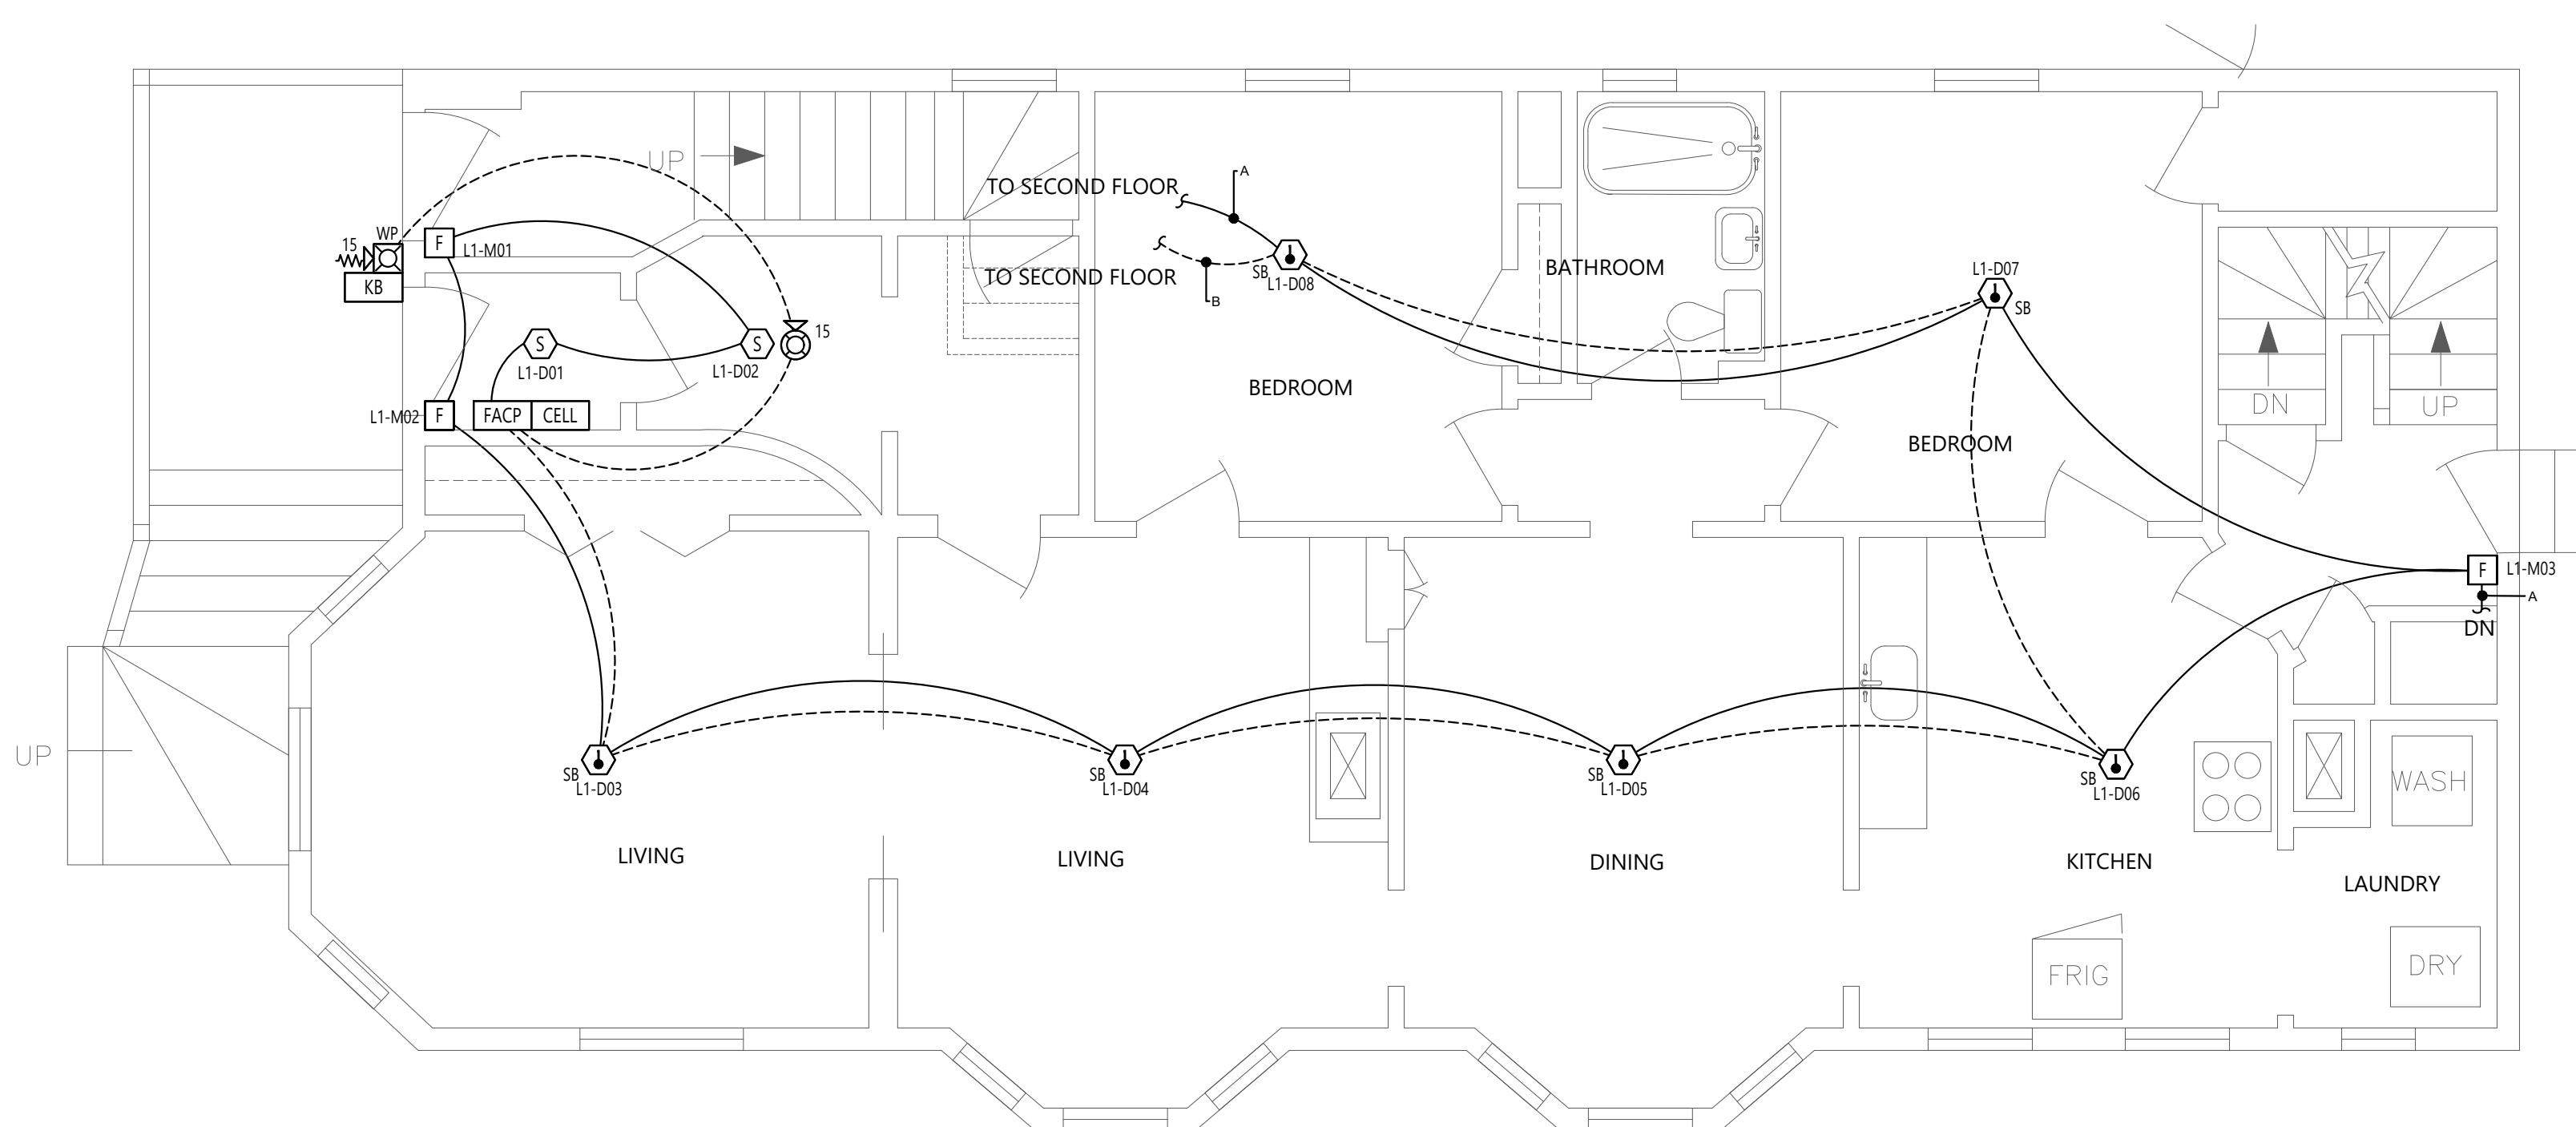 UP
A
TO SECOND FLOOR
WP
F
L1-M01
15
KB
TO SECOND FLOOR
SB
L1-D08
B
BATHROOM
L1-D07
SB
S
L1-D01
S
L1-D02
15
BEDROOM
L1-M02
F
FACP
CELL
BEDROOM
DN
UP
F
L1-M03
A
DN
UP
SB
L1-D03
SB
L1-D04
SB
L1-D05
SB
L1-D06
WASH
LIVING
LIVING
DINING
KITCHEN
LAUNDRY
FRIG
DRY